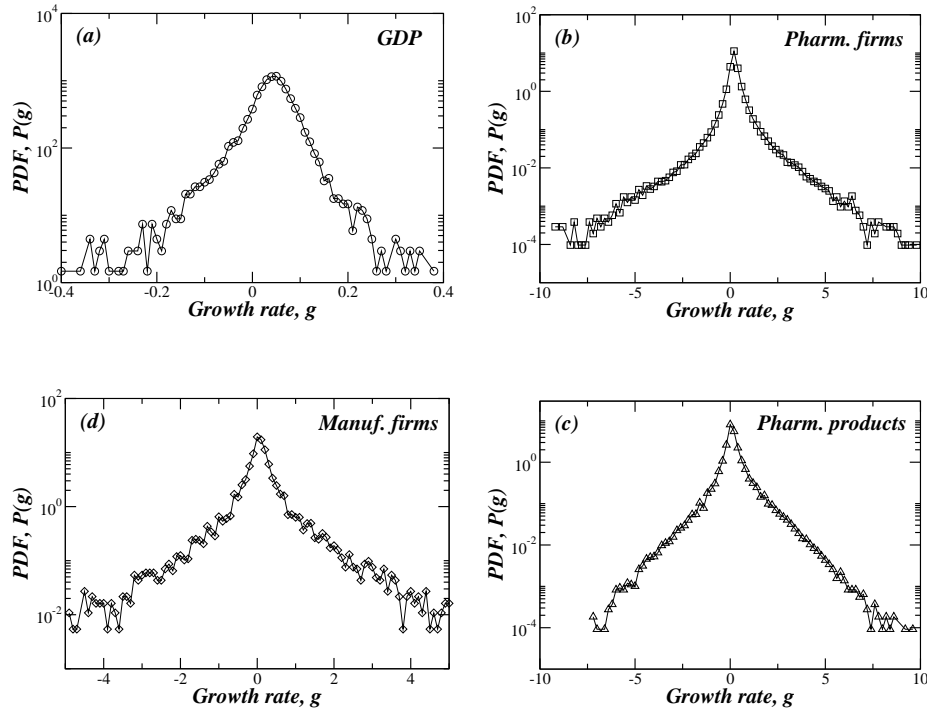 (a)
GDP
PDF, P(g)
10^4
10^2
10^0
-0.4
-0.2
0
0.2
0.4
Growth rate, g
(b)
Pharm. firms
PDF, P(g)
10^2
10^0
10^-2
10^-4
-10
-5
0
5
10
Growth rate, g
(d)
Manuf. firms
PDF, P(g)
10^2
10^0
10^-2
-4
-2
0
2
4
Growth rate, g
(c)
Pharm. products
PDF, P(g)
10^0
10^-2
10^-4
-10
-5
0
5
10
Growth rate, g